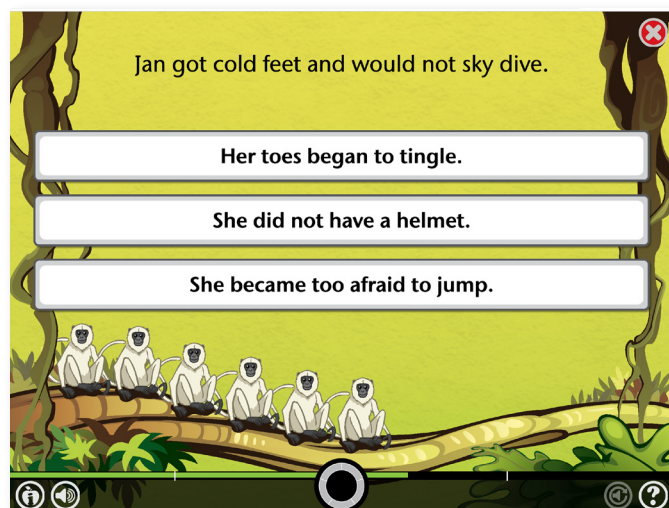 Jan got cold feet and would not sky dive.
Her toes began to tingle.
She did not have a helmet.
She became too afraid to jump.
i
?